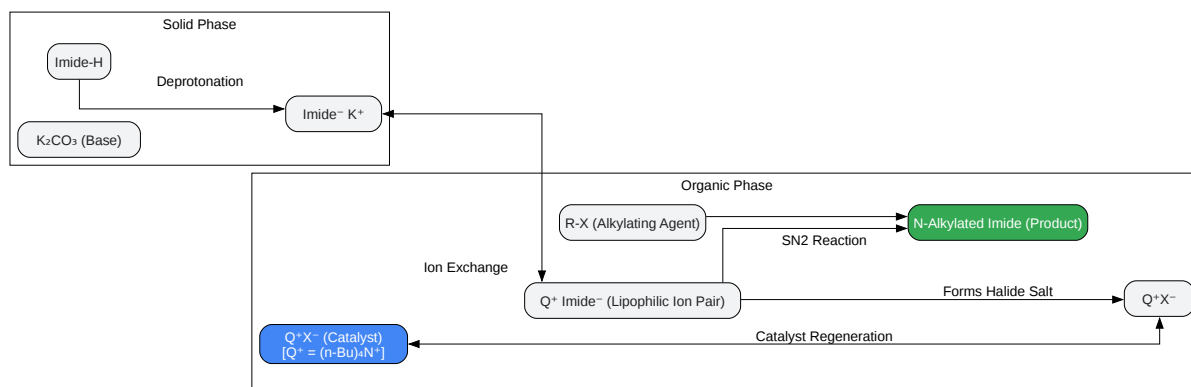 Solid Phase
Imide-H
Deprotonation
Imide⁻ K⁺
K₂CO₃ (Base)
Organic Phase
R-X (Alkylating Agent)
N-Alkylated Imide (Product)
SN2 Reaction
Ion Exchange
Q⁺ Imide⁻ (Lipophilic Ion Pair)
Forms Halide Salt
Q⁺X⁻
Q⁺X⁻ (Catalyst)
[Q⁺ = (n-Bu)₄N⁺]
Catalyst Regeneration